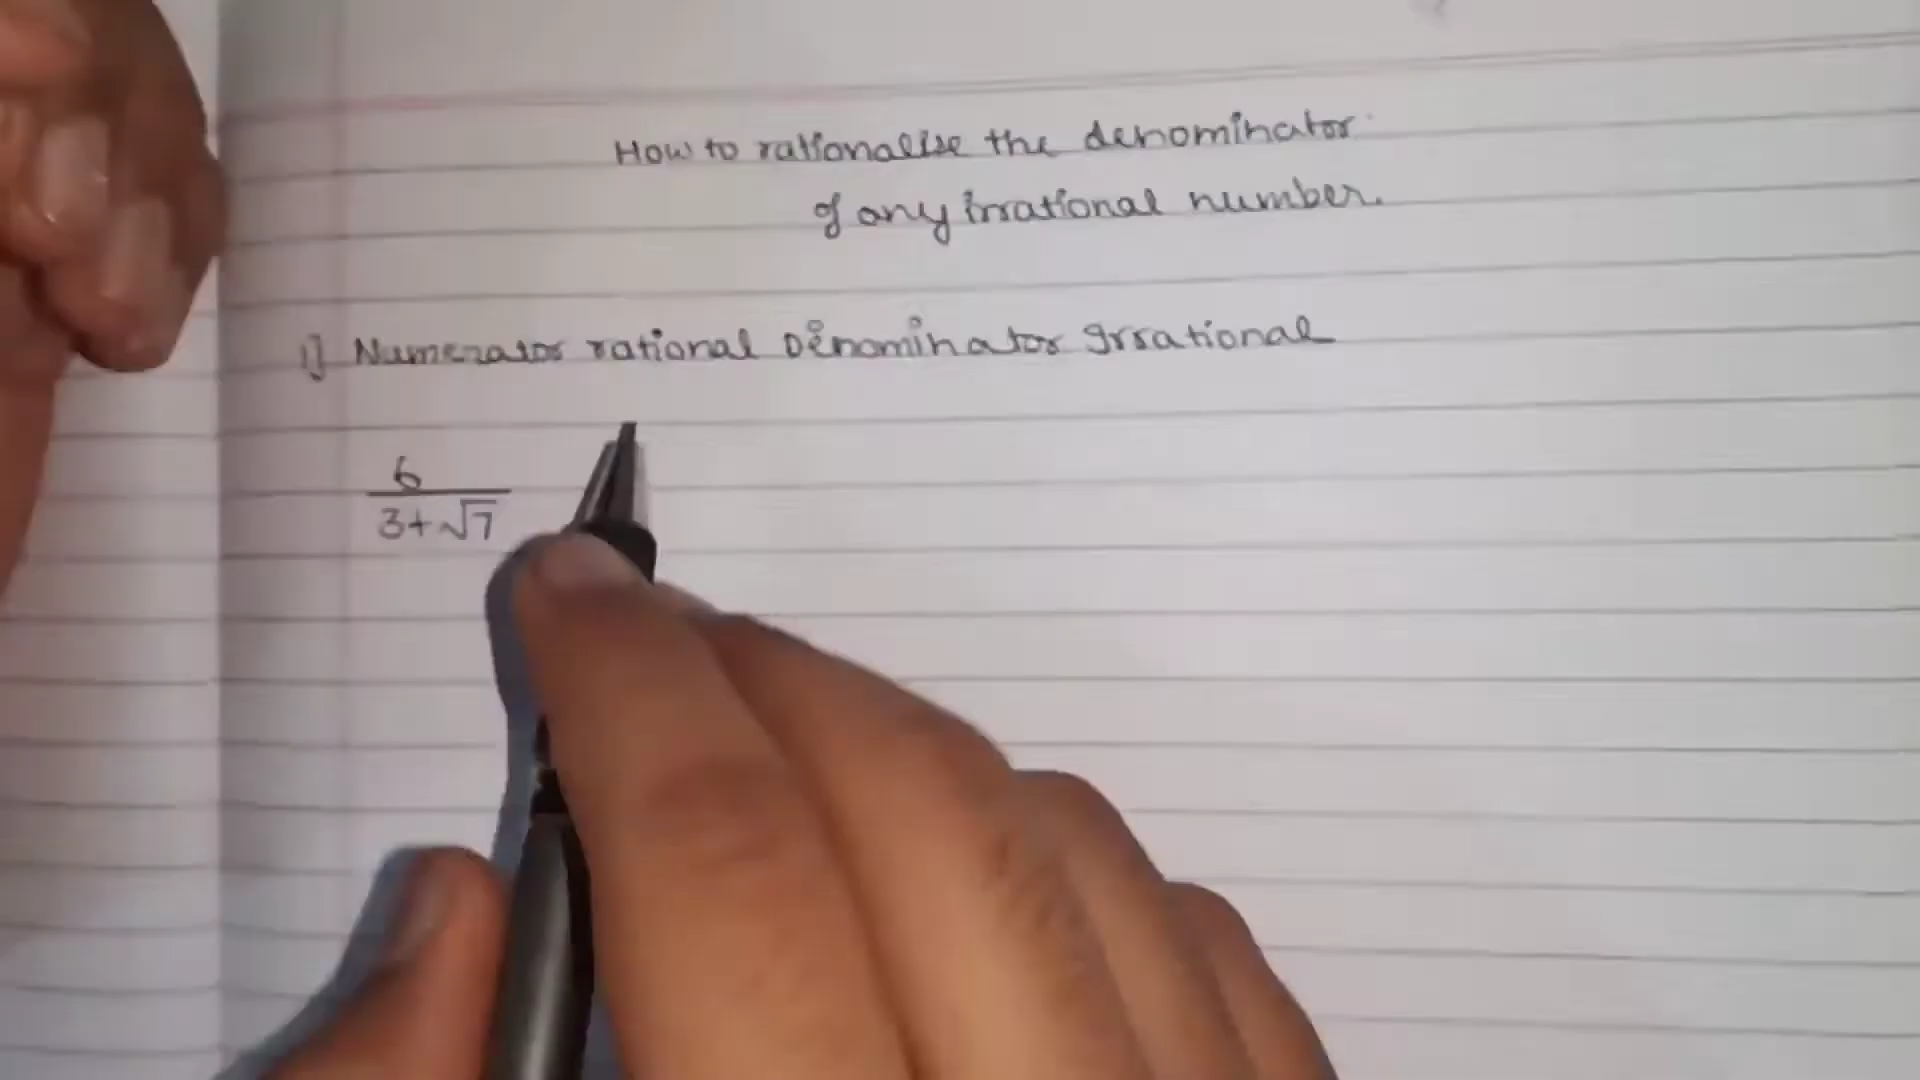 How to rationalise the denominator
of any irrational number.
1] Numerator rational Denominator Irrational
6
3+√7